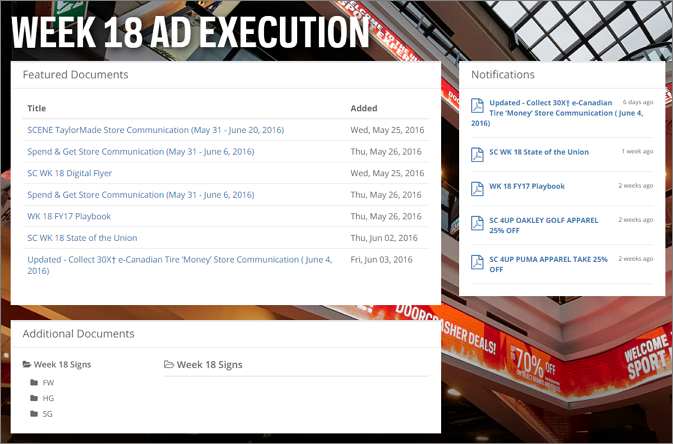 WEEK 18 AD EXECUTION
Featured Documents
Title Added
SCENE TaylorMade Store Communication (May 31 - June 20, 2016) Wed, May 25, 2016
Spend & Get Store Communication (May 31 - June 6, 2016) Thu, May 26, 2016
SC WK 18 Digital Flyer Wed, May 25, 2016
Spend & Get Store Communication (May 31 - June 6, 2016) Thu, May 26, 2016
WK 18 FY17 Playbook Thu, May 26, 2016
SC WK 18 State of the Union Thu, Jun 02, 2016
Updated - Collect 30X† e-Canadian Tire 'Money' Store Communication ( June 4,
2016) Fri, Jun 03, 2016
Notifications
Updated - Collect 30X† e-Canadian 6 days ago
Tire 'Money' Store Communication ( June 4,
2016)
SC WK 18 State of the Union 1 week ago
WK 18 FY17 Playbook 2 weeks ago
SC 4UP OAKLEY GOLF APPAREL 2 weeks ago
25% OFF
SC 4UP PUMA APPAREL TAKE 25% 2 weeks ago
OFF
Additional Documents
Week 18 Signs
FW
HG
SG
Week 18 Signs
WELCOME TO THE
DOORCRASHER DEALS!
UP TO 70% OFF
WELCOME
SPORT